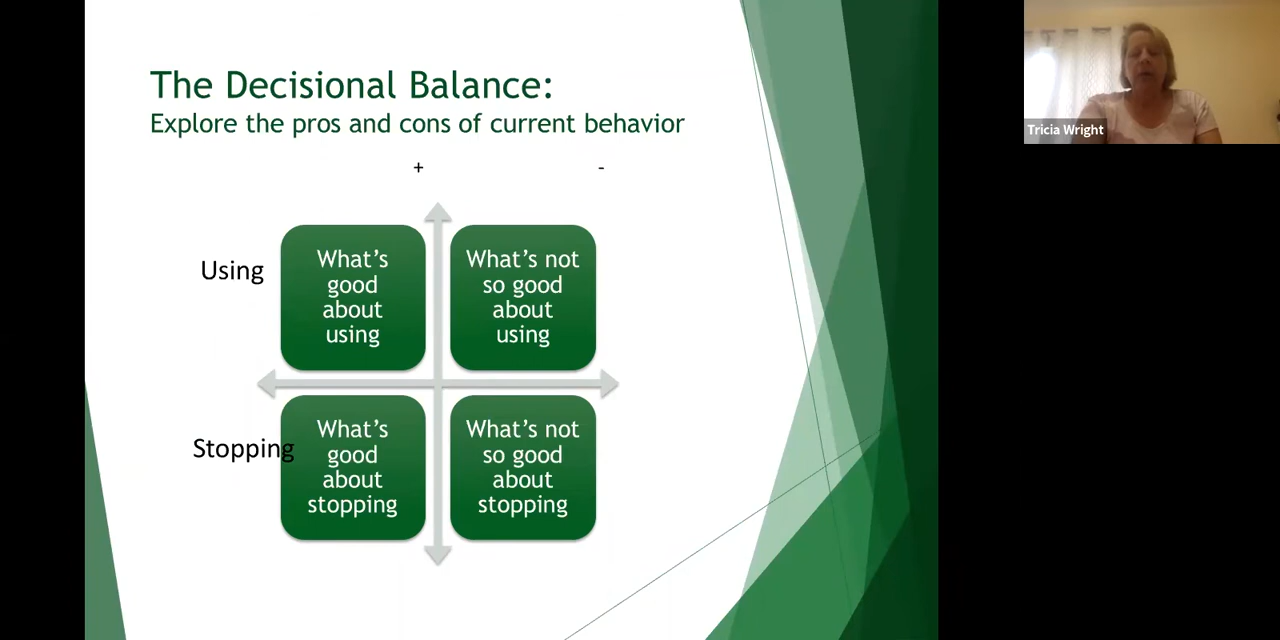 The Decisional Balance:
Explore the pros and cons of current behavior
+ -
Using
What's
good
about
using
What's not
so good
about
using
Stopping
What's
good
about
stopping
What's not
so good
about
stopping
Tricia Wright